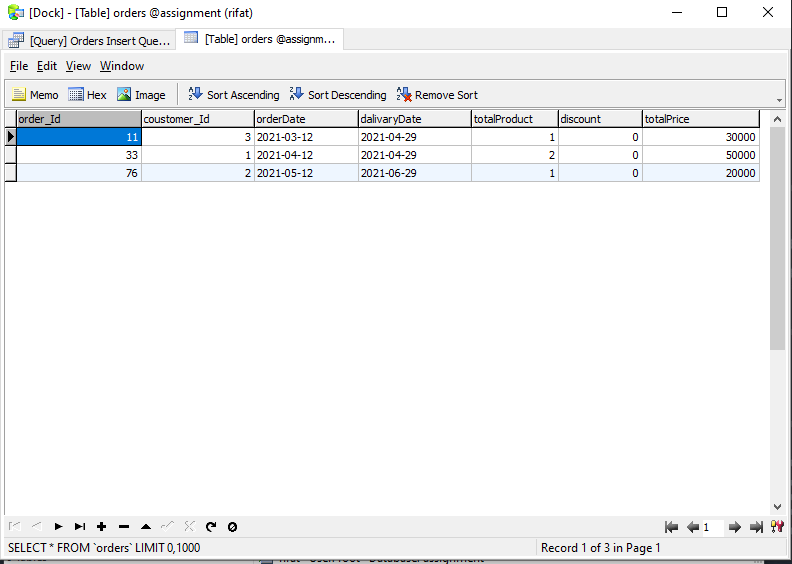 [Dock] - [Table] orders @assignment (rifat)
[Query] Orders Insert Que... [Table] orders @assignm...
File Edit View Window
Memo Hex Image Sort Ascending Sort Descending Remove Sort
order_Id coustomer_Id orderDate dalivaryDate totalProduct discount totalPrice
11 3 2021-03-12 2021-04-29 1 0 30000
33 1 2021-04-12 2021-04-29 2 0 50000
76 2 2021-05-12 2021-06-29 1 0 20000
1
SELECT * FROM `orders` LIMIT 0,1000 Record 1 of 3 in Page 1